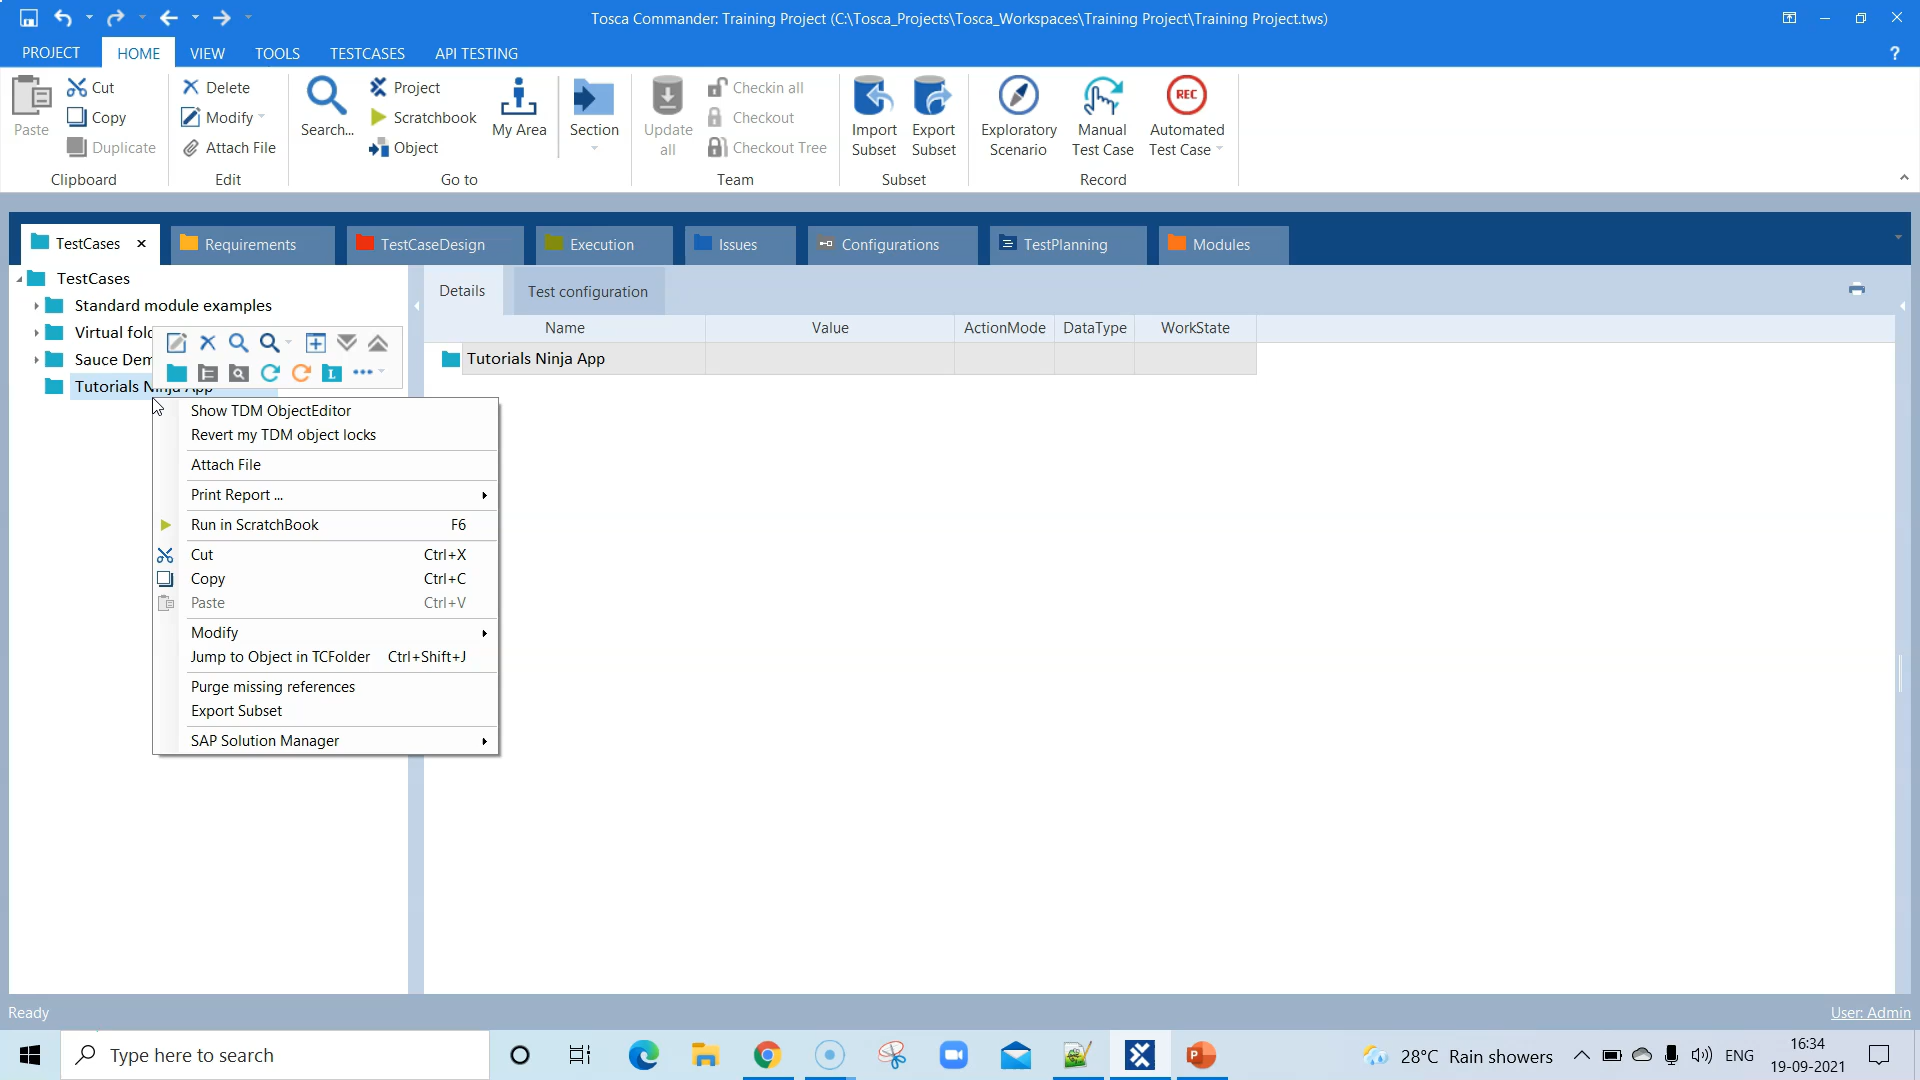 Tosca Commander: Training Project (C:\Tosca_Projects\Tosca_Workspaces\Training Project\Training Project.tws)
PROJECT HOME VIEW TOOLS TESTCASES API TESTING ?
Paste
Cut
Copy
Duplicate
Clipboard
Delete
Modify
Attach File
Edit
Search...
Project
Scratchbook
Object
My Area
Go to
Section
Update
all
Checkin all
Checkout
Checkout Tree
Team
Import
Subset
Export
Subset
Subset
Exploratory
Scenario
Manual
Test Case
REC
Automated
Test Case
Record
TestCases Requirements TestCaseDesign Execution Issues Configurations TestPlanning Modules
TestCases
Standard module examples
Virtual fold
Sauce Dem
Tutorials Ninja App
L
Show TDM ObjectEditor
Revert my TDM object locks
Attach File
Print Report ...
Run in ScratchBook F6
Cut Ctrl+X
Copy Ctrl+C
Paste Ctrl+V
Modify
Jump to Object in TCFolder Ctrl+Shift+J
Purge missing references
Export Subset
SAP Solution Manager
Details Test configuration
Name Value ActionMode DataType WorkState
Tutorials Ninja App
Ready User: Admin
Type here to search
28°C Rain showers ENG
16:34
19-09-2021